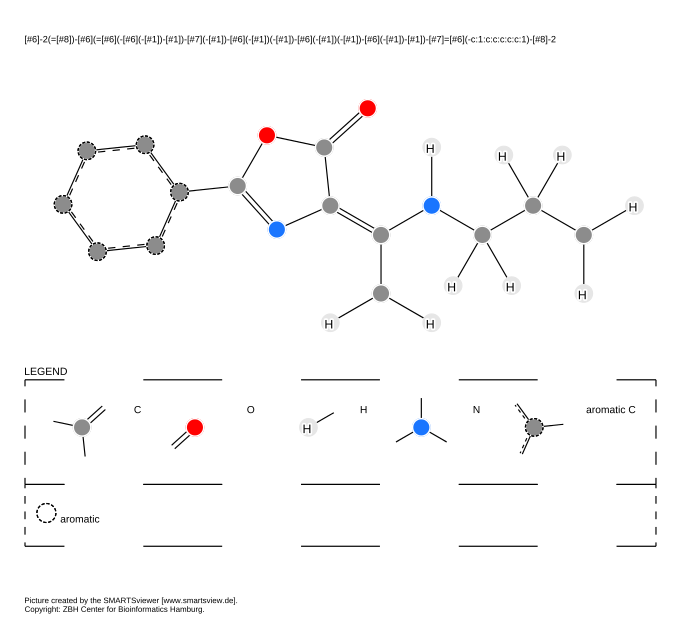 [#6]-2(=[#8])-[#6](=[#6](-[#6](-[#1])-[#1])-[#7](-[#1])-[#6](-[#1])(-[#1])-[#6](-[#1])(-[#1])-[#6](-[#1])-[#1])-[#7]=[#6](-c:1:c:c:c:c:c:1)-[#8]-2
H H H
H
H H
H
H H
LEGEND
C O H N aromatic C
H
aromatic
Picture created by the SMARTSviewer [www.smartsview.de].
Copyright: ZBH Center for Bioinformatics Hamburg.